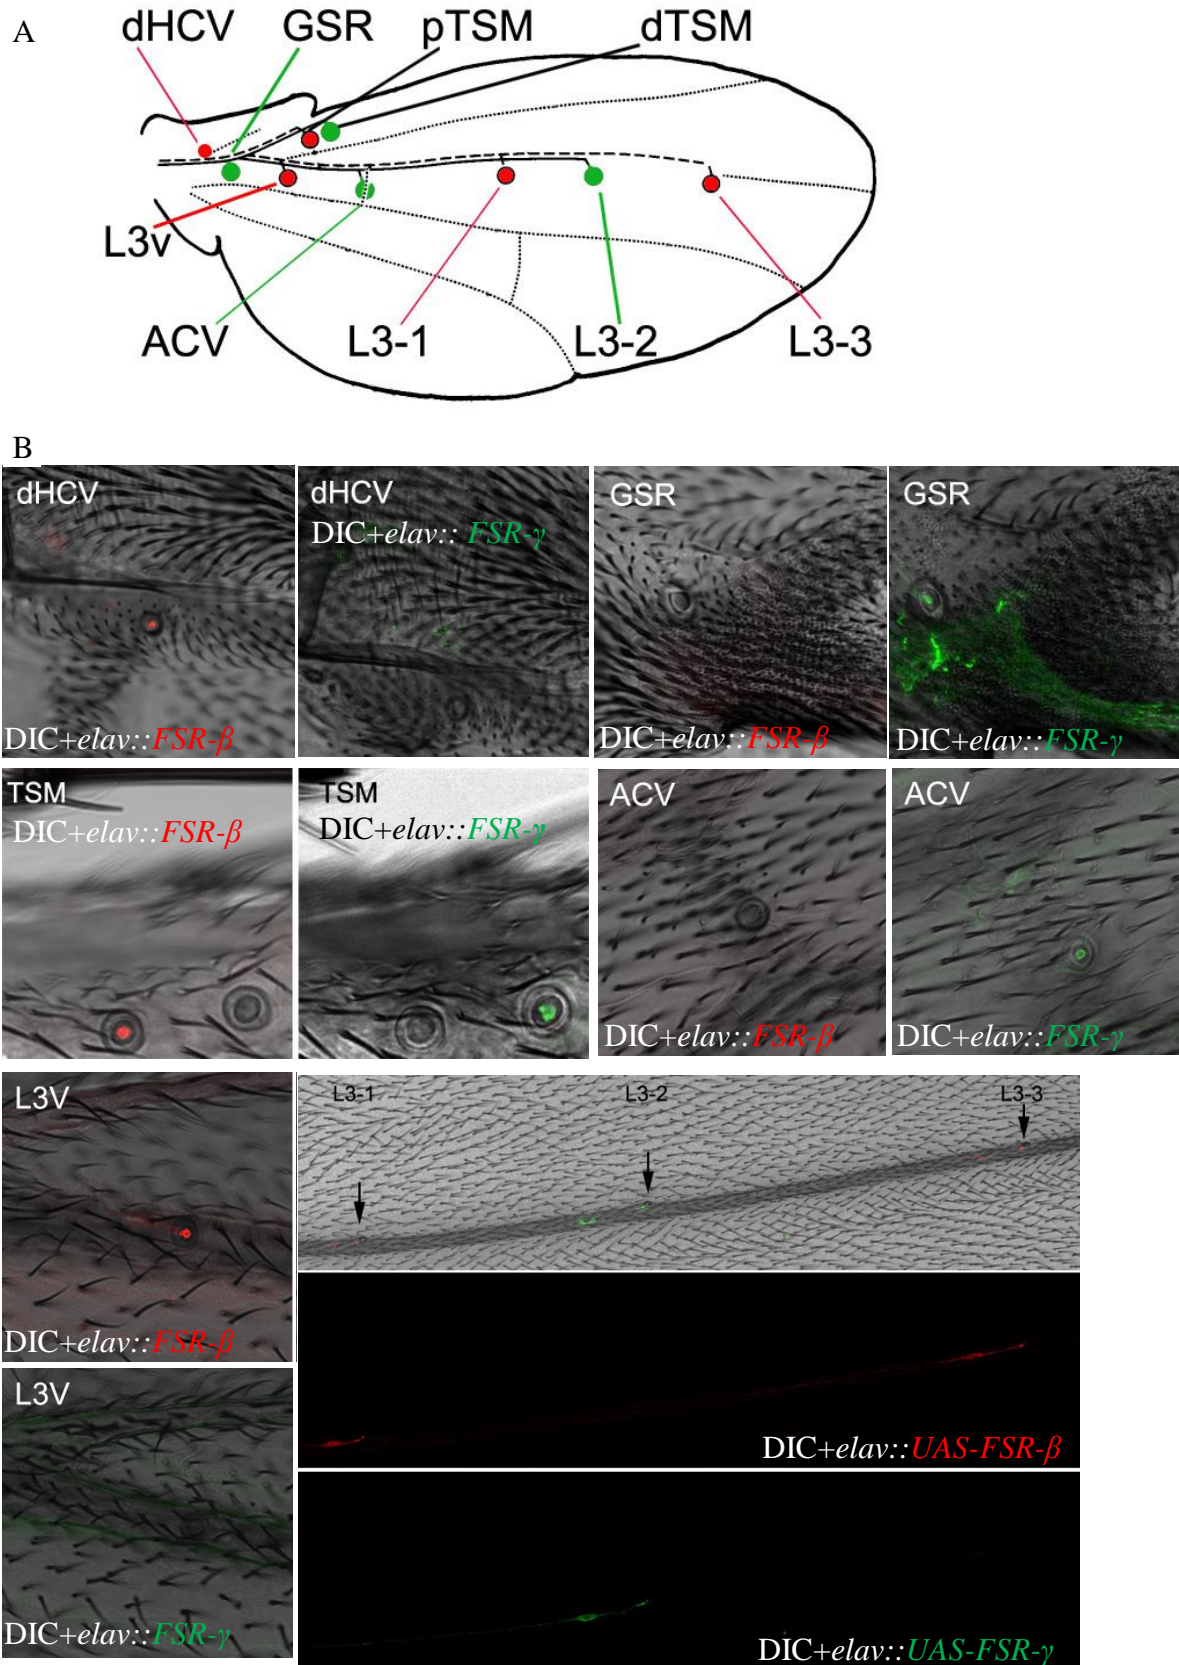 A
dHCV GSR pTSM dTSM
L3v
ACV L3-1 L3-2 L3-3
B
dHCV
DIC+elav::FSR-β
dHCV
DIC+elav:: FSR-γ
GSR
DIC+elav::FSR-β
GSR
DIC+elav::FSR-γ
TSM
DIC+elav::FSR-β
TSM
DIC+elav::FSR-γ
ACV
DIC+elav::FSR-β
ACV
DIC+elav::FSR-γ
L3V
DIC+elav::FSR-β
L3-1 L3-2 L3-3
DIC+elav::UAS-FSR-β
L3V
DIC+elav::FSR-γ
DIC+elav::UAS-FSR-γ